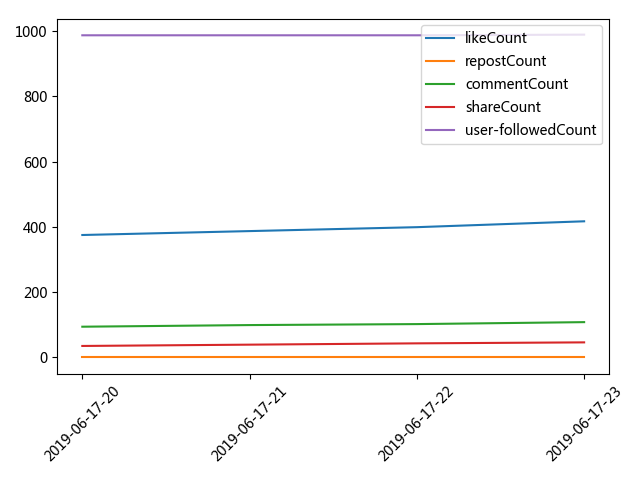 1000
800
600
400
200
0
likeCount
repostCount
commentCount
shareCount
user-followedCount
2019-06-17-20
2019-06-17-21
2019-06-17-22
2019-06-17-23